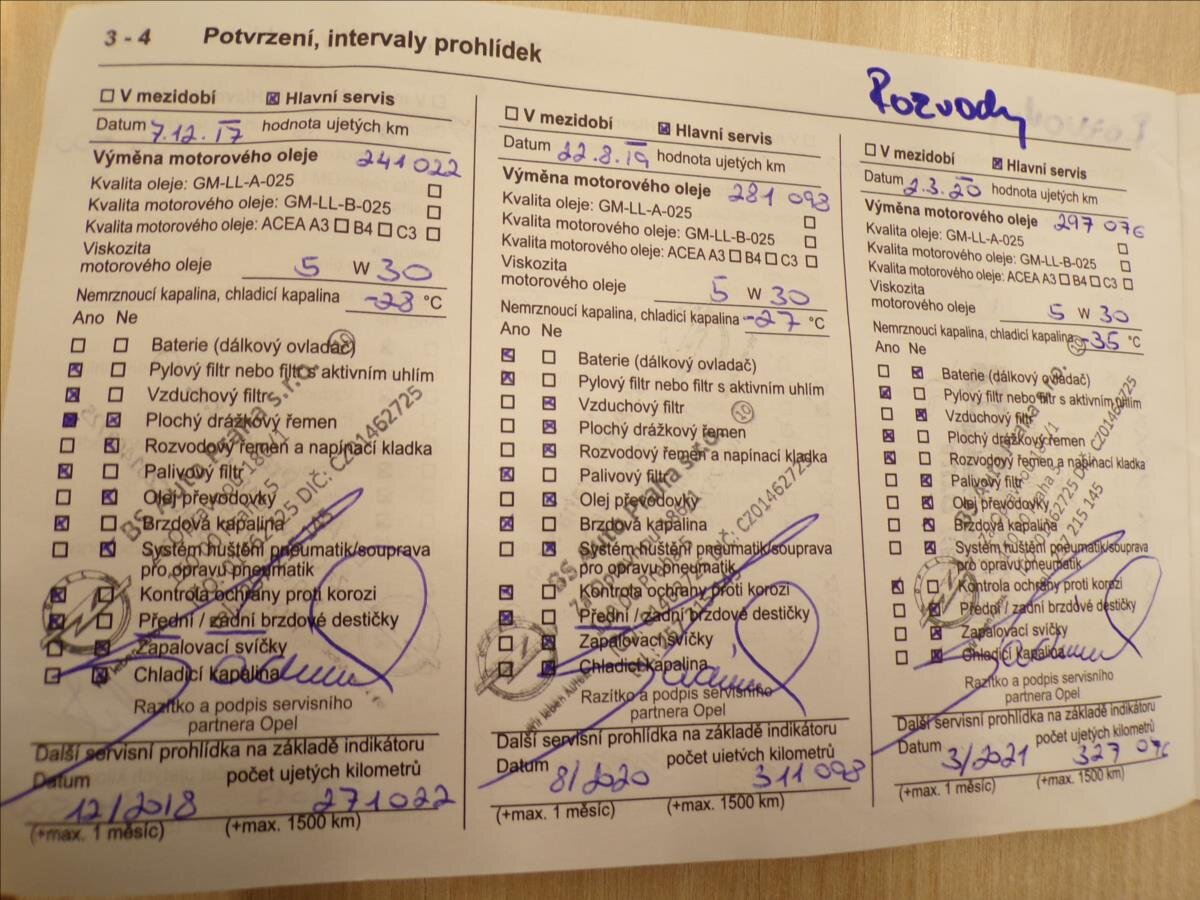 3 - 4 Potvrzení, intervaly prohlídek
V mezidobí Hlavní servis
Datum 7.12.17 hodnota ujetých km
Výměna motorového oleje 241 022
Kvalita oleje: GM-LL-A-025
Kvalita motorového oleje: GM-LL-B-025
Kvalita motorového oleje: ACEA A3 B4 C3
Viskozita
motorového oleje 5 W 30
Nemrznoucí kapalina, chladicí kapalina -28 °C
Ano Ne
Baterie (dálkový ovladač)
Pylový filtr nebo filtr s aktivním uhlím
Vzduchový filtr
Plochý drážkový řemen
Rozvodový řemen a napínací kladka
Palivový filtr
Olej převodovky
Brzdová kapalina
Systém huštění pneumatik/souprava
pro opravu pneumatik
Kontrola ochrany proti korozi
Přední / zadní brzdové destičky
Zapalovací svíčky
Chladicí kapalina
Razítko a podpis servisního
partnera Opel
Další servisní prohlídka na základě indikátoru
Datum počet ujetých kilometrů
12/2018 271022
(+max. 1 měsíc) (+max. 1500 km)
V mezidobí Hlavní servis
Datum 22.8.19 hodnota ujetých km
Výměna motorového oleje 281 093
Kvalita oleje: GM-LL-A-025
Kvalita motorového oleje: GM-LL-B-025
Kvalita motorového oleje: ACEA A3 B4 C3
Viskozita
motorového oleje 5 W 30
Nemrznoucí kapalina, chladicí kapalina -27 °C
Ano Ne
Baterie (dálkový ovladač)
Pylový filtr nebo filtr s aktivním uhlím
Vzduchový filtr
Plochý drážkový řemen
Rozvodový řemen a napínací kladka
Palivový filtr
Olej převodovky
Brzdová kapalina
Systém huštění pneumatik/souprava
pro opravu pneumatik
Kontrola ochrany proti korozi
Přední / zadní brzdové destičky
Zapalovací svíčky
Chladicí kapalina
Razítko a podpis servisního
partnera Opel
Další servisní prohlídka na základě indikátoru
Datum počet ujetých kilometrů
8/2020 311 093
(+max. 1 měsíc) (+max. 1500 km)
Rozvody
V mezidobí Hlavní servis
Datum 2.3.20 hodnota ujetých km
Výměna motorového oleje 297 076
Kvalita oleje: GM-LL-A-025
Kvalita motorového oleje: GM-LL-B-025
Kvalita motorového oleje: ACEA A3 B4 C3
Viskozita
motorového oleje 5 W 30
Nemrznoucí kapalina, chladicí kapalina -35 °C
Ano Ne
Baterie (dálkový ovladač)
Pylový filtr nebo filtr s aktivním uhlím
Vzduchový filtr
Plochý drážkový řemen
Rozvodový řemen a napínací kladka
Palivový filtr
Olej převodovky
Brzdová kapalina
Systém huštění pneumatik/souprava
pro opravu pneumatik
Kontrola ochrany proti korozi
Přední / zadní brzdové destičky
Zapalovací svíčky
Chladicí kapalina
Razítko a podpis servisního
partnera Opel
Další servisní prohlídka na základě indikátoru
Datum počet ujetých kilometrů
3/2021 327 076
(+max. 1 měsíc) (+max. 1500 km)